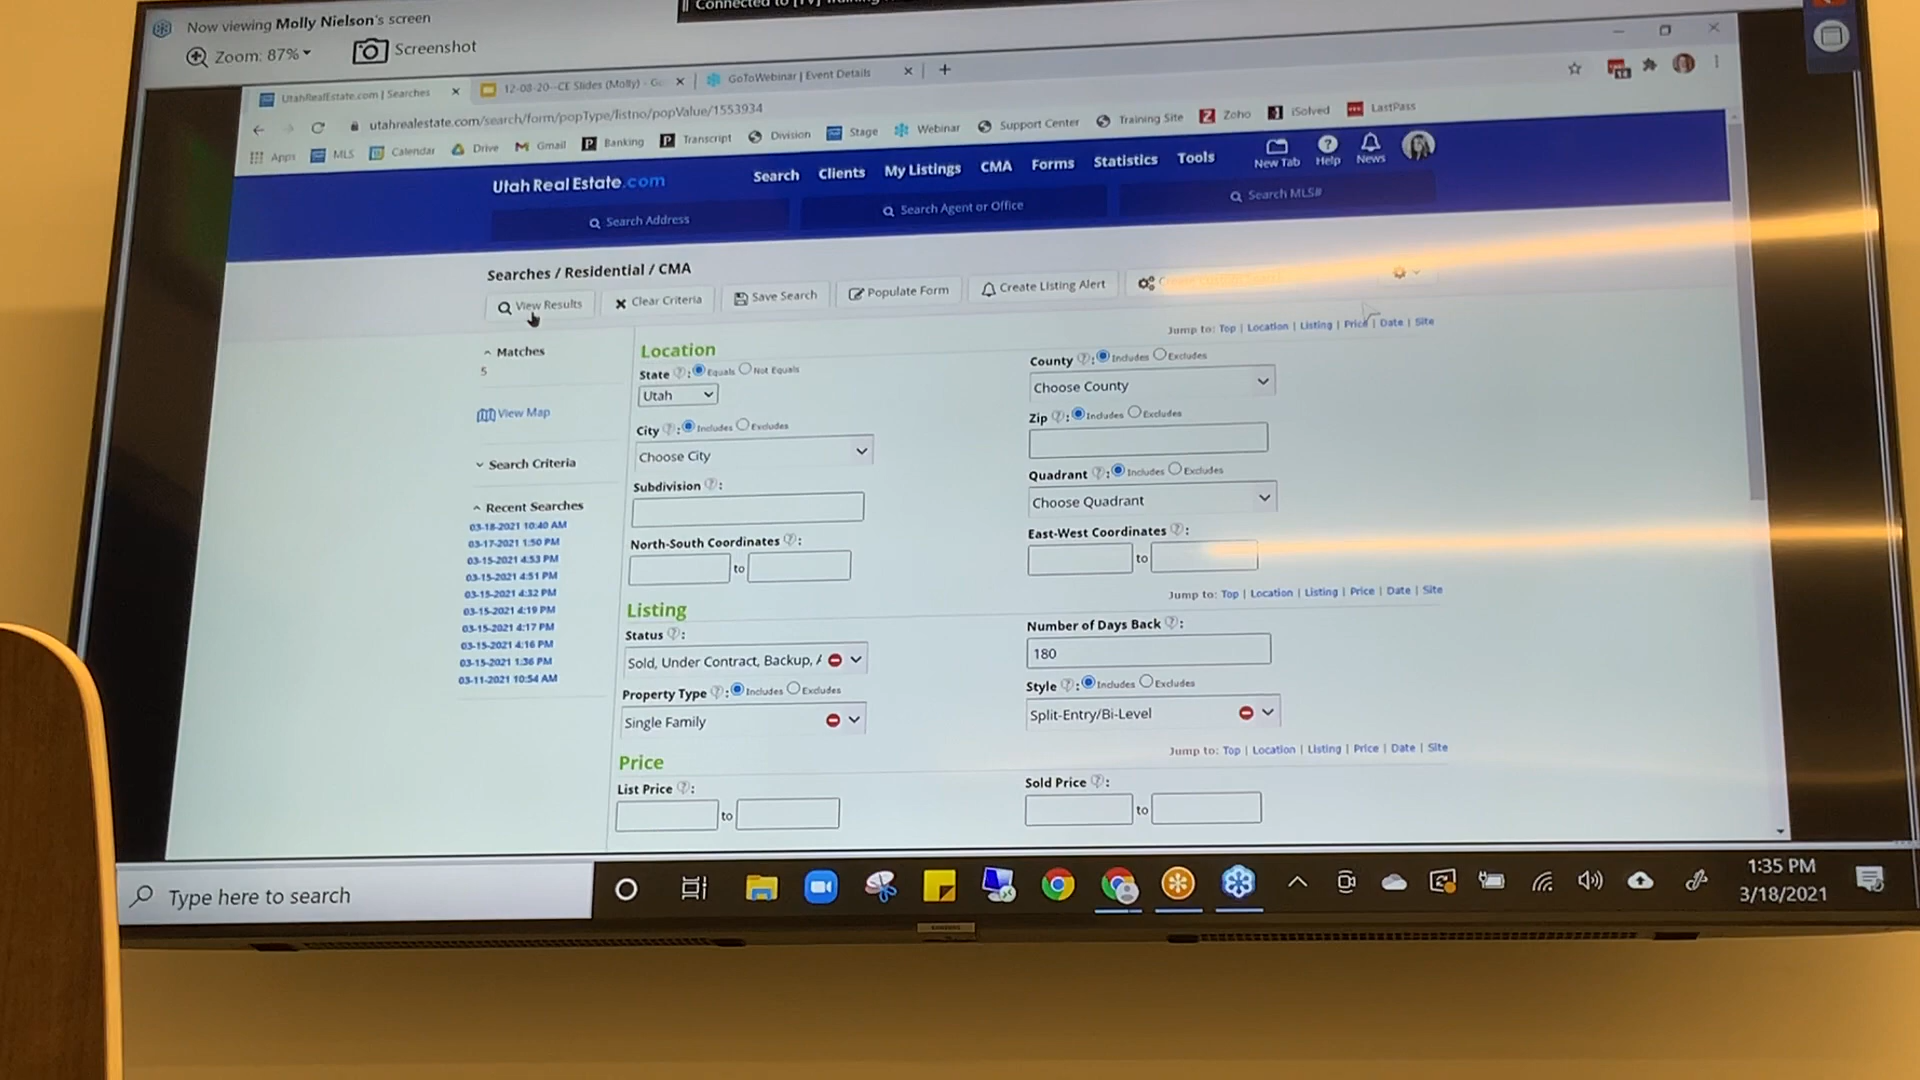 Now viewing Molly Nielson's screen
Zoom: 87%
Screenshot
UtahRealEstate.com | Searches
12-08-20--CE Slides (Molly) - Go
GoToWebinar | Event Details
utahrealestate.com/search/form/popType/listno/popValue/1553934
Apps MLS Calendar Drive Gmail Banking Transcript Division Stage Webinar Support Center Training Site Zoho iSolved LastPass
UtahRealEstate.com
Search Clients My Listings CMA Forms Statistics Tools New Tab Help News
Search Address Search Agent or Office Search MLS#
Searches / Residential / CMA
View Results Clear Criteria Save Search Populate Form Create Listing Alert
Jump to: Top | Location | Listing | Price | Date | Site
Matches
5
View Map
Search Criteria
Recent Searches
03-18-2021 10:40 AM
03-17-2021 1:50 PM
03-15-2021 4:53 PM
03-15-2021 4:51 PM
03-15-2021 4:32 PM
03-15-2021 4:19 PM
03-15-2021 4:17 PM
03-15-2021 4:16 PM
03-15-2021 1:36 PM
03-11-2021 10:54 AM
Location
State ?: Equals Not Equals
Utah
County ?: Includes Excludes
Choose County
City ?: Includes Excludes
Choose City
Zip ?: Includes Excludes
Subdivision ?:
Quadrant ?: Includes Excludes
Choose Quadrant
North-South Coordinates ?:
to
East-West Coordinates ?:
to
Jump to: Top | Location | Listing | Price | Date | Site
Listing
Status ?:
Sold, Under Contract, Backup, A
Number of Days Back ?:
180
Property Type ?: Includes Excludes
Single Family
Style ?: Includes Excludes
Split-Entry/Bi-Level
Jump to: Top | Location | Listing | Price | Date | Site
Price
List Price ?:
to
Sold Price ?:
to
Type here to search
1:35 PM
3/18/2021
SAMSUNG